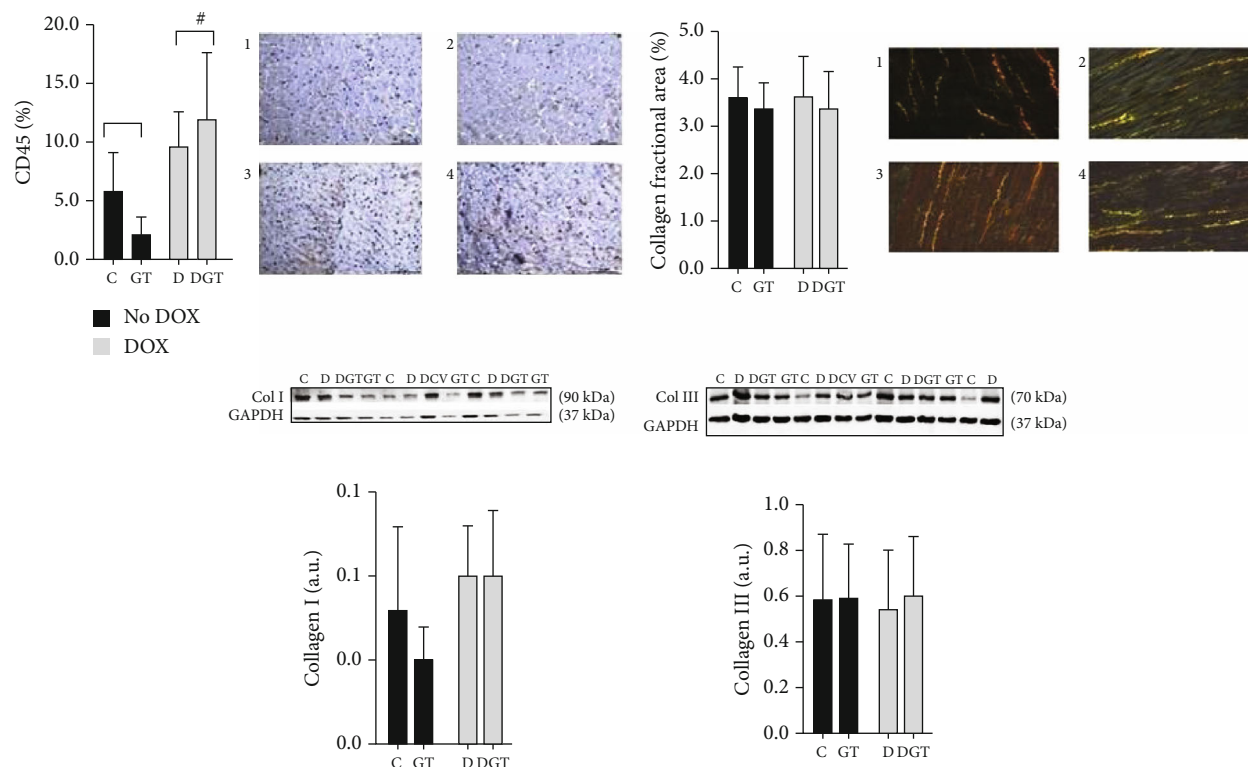 CD45 (%)
20.0
15.0
10.0
5.0
0.0
#
C GT D DGT
No DOX
DOX
1
2
3
4
Collagen fractional area (%)
5.0
4.0
3.0
2.0
1.0
0.0
C GT D DGT
1
2
3
4
C D DGTGT C D DCV GT C D DGT GT
Col I (90 kDa)
GAPDH (37 kDa)
C D DGT GT C D DCV GT C D DGT GT C D
Col III (70 kDa)
GAPDH (37 kDa)
Collagen I (a.u.)
0.1
0.1
0.0
0.0
C GT D DGT
Collagen III (a.u.)
1.0
0.8
0.6
0.4
0.2
0.0
C GT D DGT